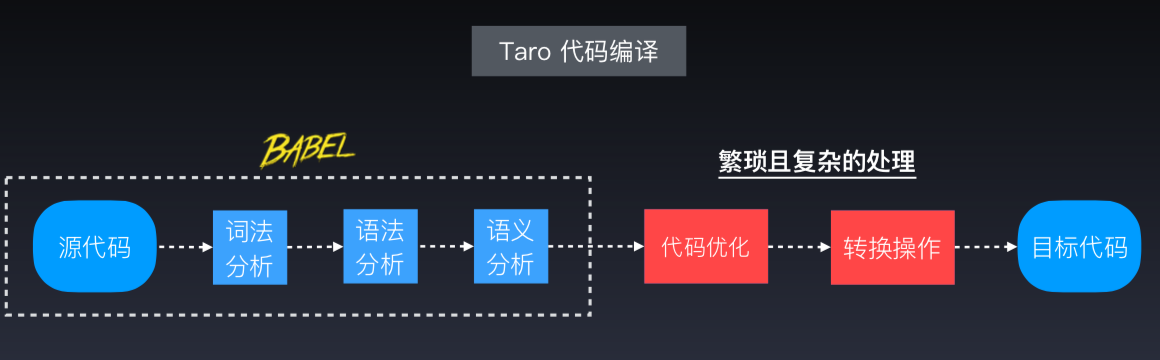 Taro 代码编译
BABEL
繁琐且复杂的处理
源代码
词法
分析
语法
分析
语义
分析
代码优化
转换操作
目标代码